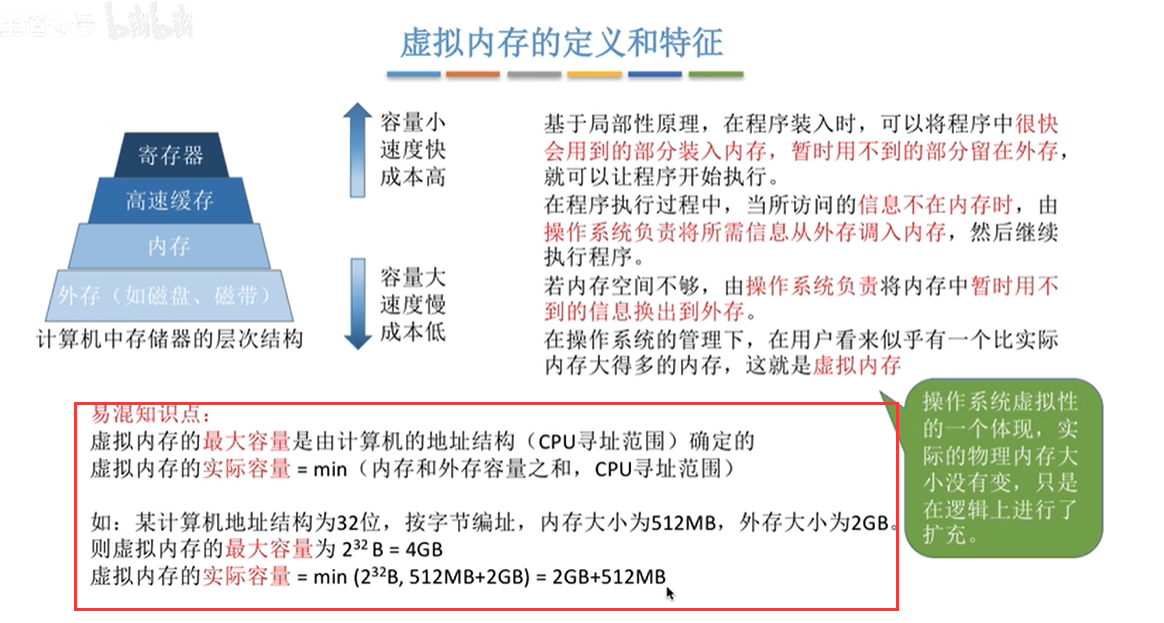 bilibili
虚拟内存的定义和特征
寄存器
高速缓存
内存
外存（如磁盘、磁带）
计算机中存储器的层次结构
容量小
速度快
成本高
容量大
速度慢
成本低
基于局部性原理，在程序装入时，可以将程序中很快
会用到的部分装入内存，暂时用不到的部分留在外存，
就可以让程序开始执行。
在程序执行过程中，当所访问的信息不在内存时，由
操作系统负责将所需信息从外存调入内存，然后继续
执行程序。
若内存空间不够，由操作系统负责将内存中暂时用不
到的信息换出到外存。
在操作系统的管理下，在用户看来似乎有一个比实际
内存大得多的内存，这就是虚拟内存
操作系统虚拟性
的一个体现，实
际的物理内存大
小没有变，只是
在逻辑上进行了
扩充。
易混知识点：
虚拟内存的最大容量是由计算机的地址结构（CPU寻址范围）确定的
虚拟内存的实际容量 = min（内存和外存容量之和，CPU寻址范围）
如：某计算机地址结构为32位，按字节编址，内存大小为512MB，外存大小为2GB。
则虚拟内存的最大容量为 2³² B = 4GB
虚拟内存的实际容量 = min (2³²B, 512MB+2GB) = 2GB+512MB